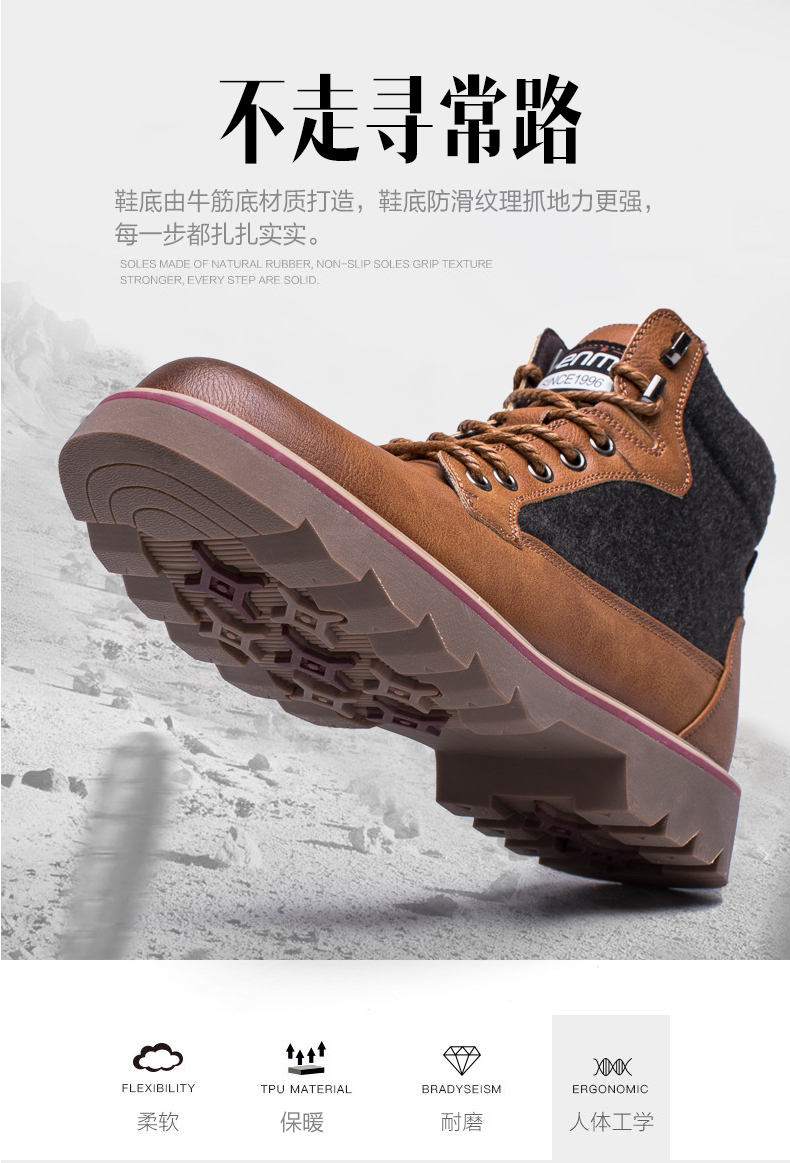 不走寻常路
鞋底由牛筋底材质打造，鞋底防滑纹理抓地力更强，
每一步都扎扎实实。
SOLES MADE OF NATURAL RUBBER, NON-SLIP SOLES GRIP TEXTURE
STRONGER, EVERY STEP ARE SOLID.
SINCE1996
FLEXIBILITY
柔软
TPU MATERIAL
保暖
BRADYSEISM
耐磨
ERGONOMIC
人体工学